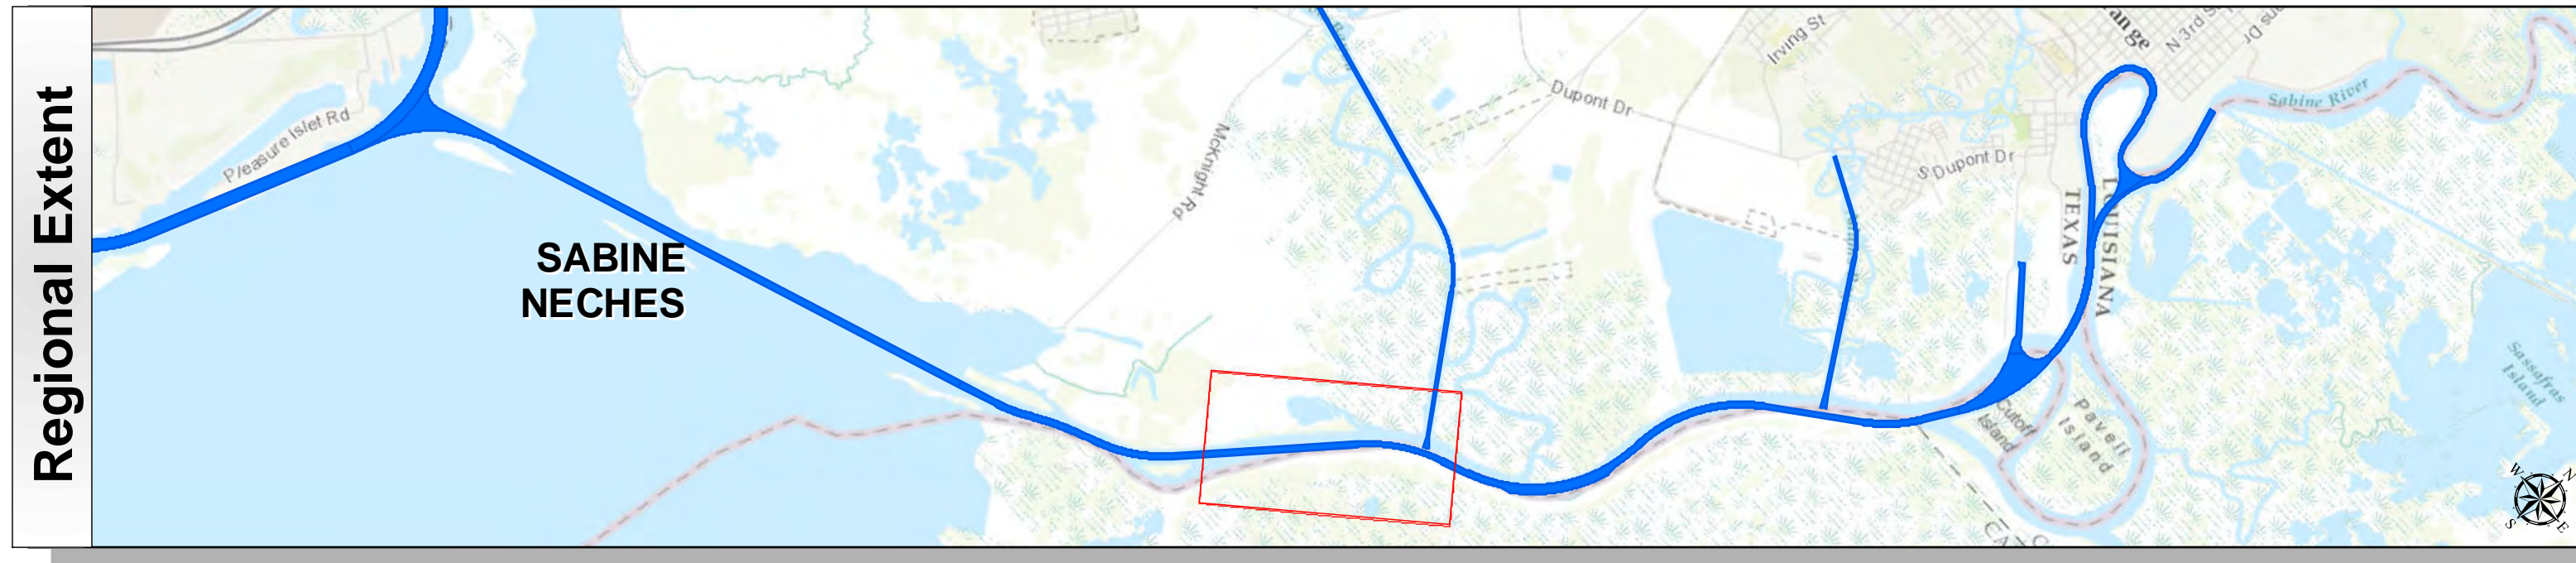 Regional Extent
Pleasure Islet Rd
SABINE
NECHES
McKnight Rd
Dupont Dr
Irving St
S Dupont Dr
N 3rd S
Sabine River
TEXAS
LOUISIANA
Cutoff
Island
Pavell
Island
Sassafras
Island
W
N
S
E